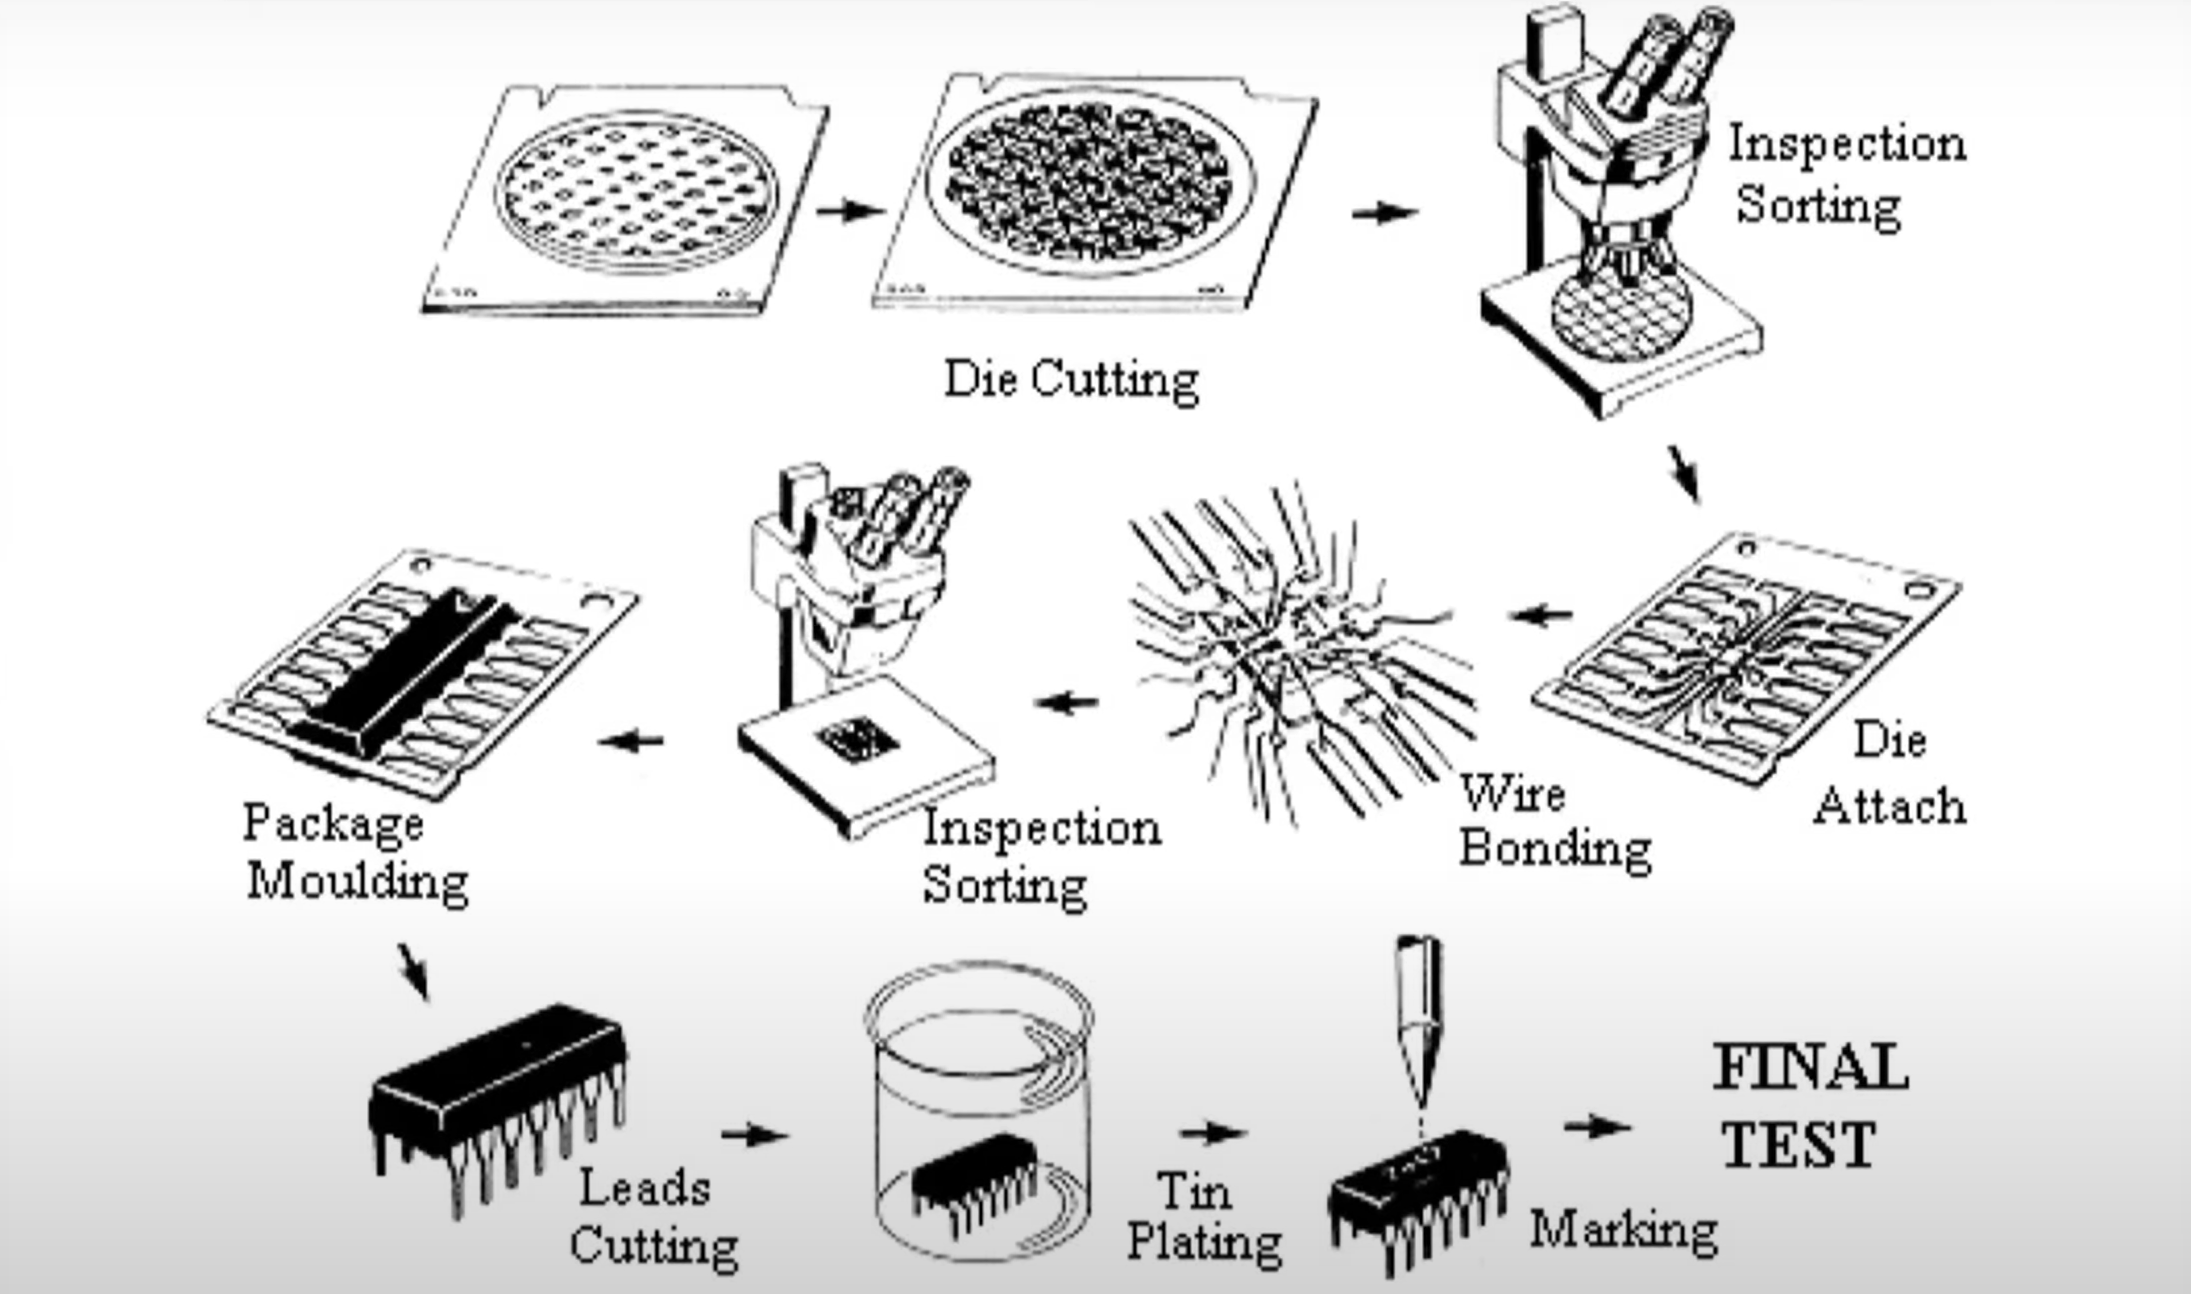 Inspection
Sorting
Die Cutting
Die
Attach
Wire
Bonding
Inspection
Sorting
Package
Moulding
Leads
Cutting
Tin
Plating
Marking
FINAL
TEST